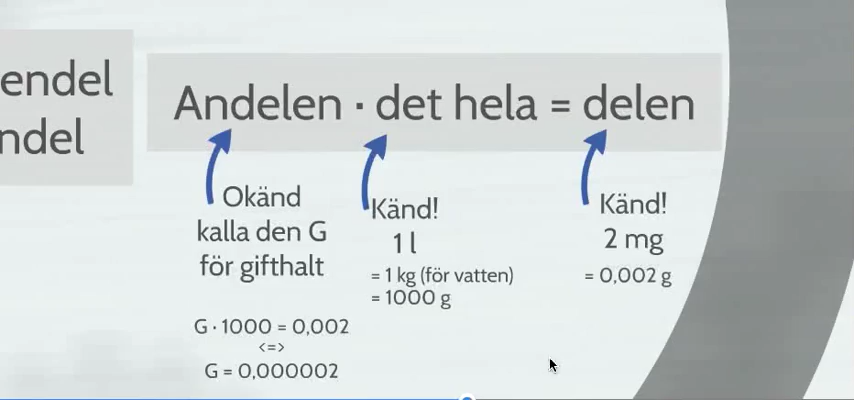 endel
ndel
Andelen · det hela = delen
Okänd
kalla den G
för gifthalt
Känd!
1 l
= 1 kg (för vatten)
= 1000 g
Känd!
2 mg
= 0,002 g
G · 1000 = 0,002
<=>
G = 0,000002